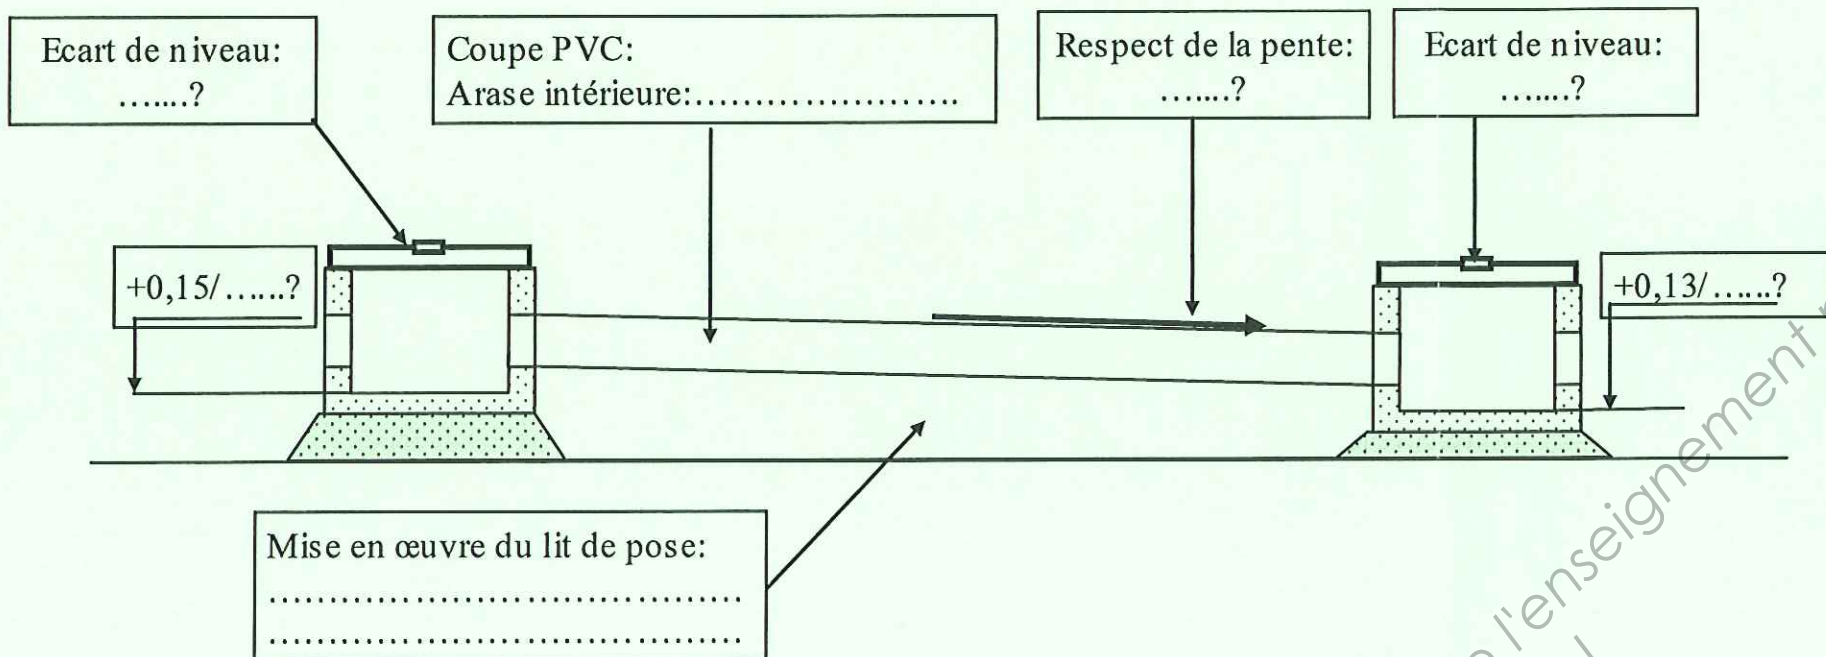 Ecart de niveau:
.......?
Coupe PVC:
Arase intérieure:......................
Respect de la pente:
.......?
Ecart de niveau:
.......?
+0,15/ ......?
+0,13/ ......?
Mise en œuvre du lit de pose:
.......................................
.......................................
l'enseignement